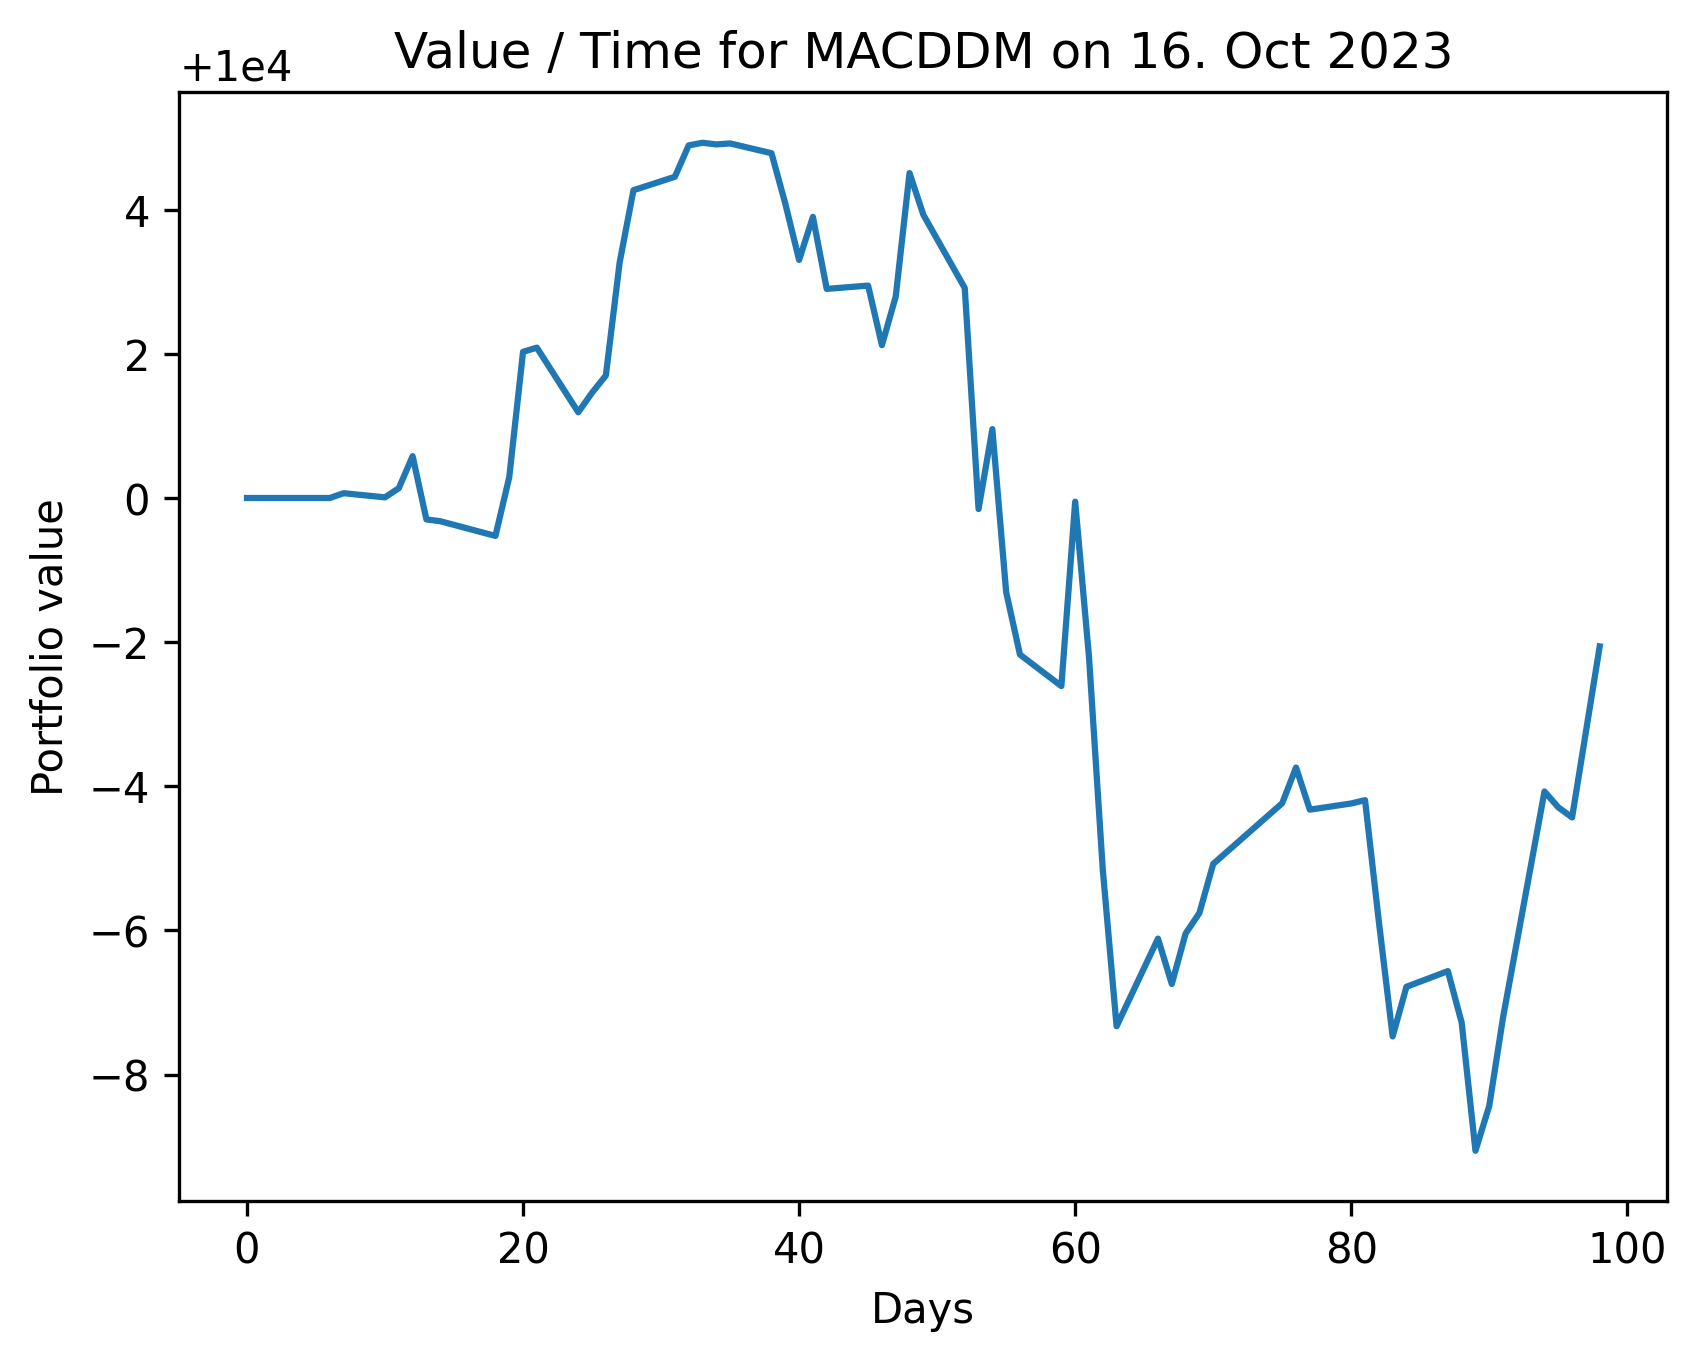 Value / Time for MACDDM on 16. Oct 2023
+1e4
4
2
0
−2
−4
−6
−8
Portfolio value
0 20 40 60 80 100
Days